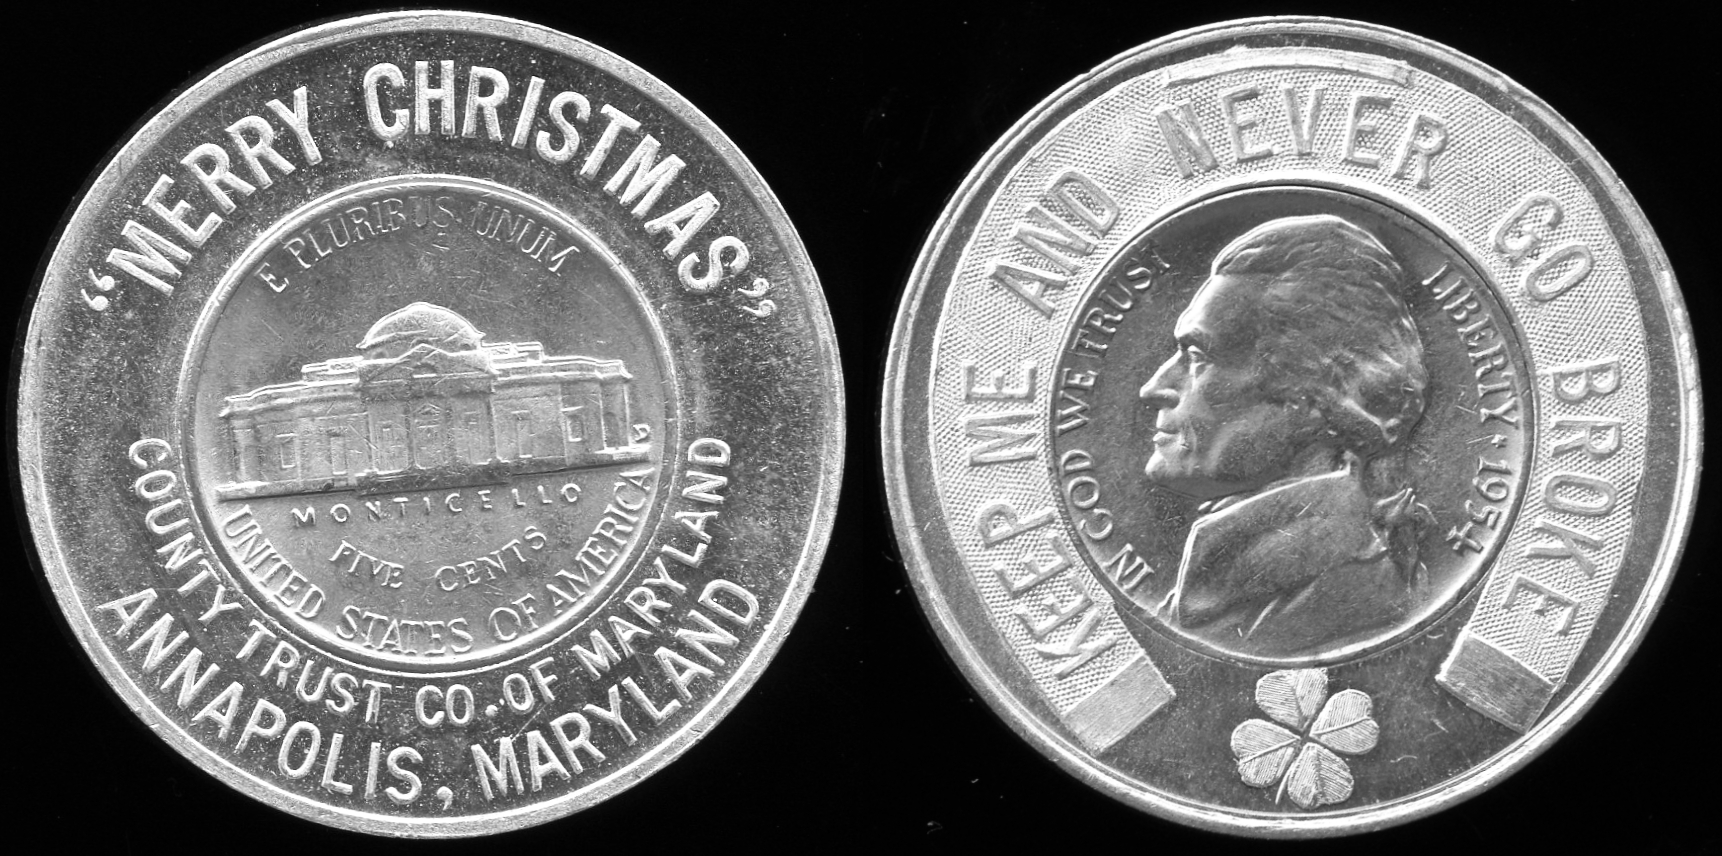 “MERRY CHRISTMAS”
E PLURIBUS UNUM
MONTICELLO
FIVE CENTS
UNITED STATES OF AMERICA
COUNTY TRUST CO. OF MARYLAND
ANNAPOLIS, MARYLAND
KEEP ME AND NEVER GO BROKE
IN GOD WE TRUST
LIBERTY · 1954